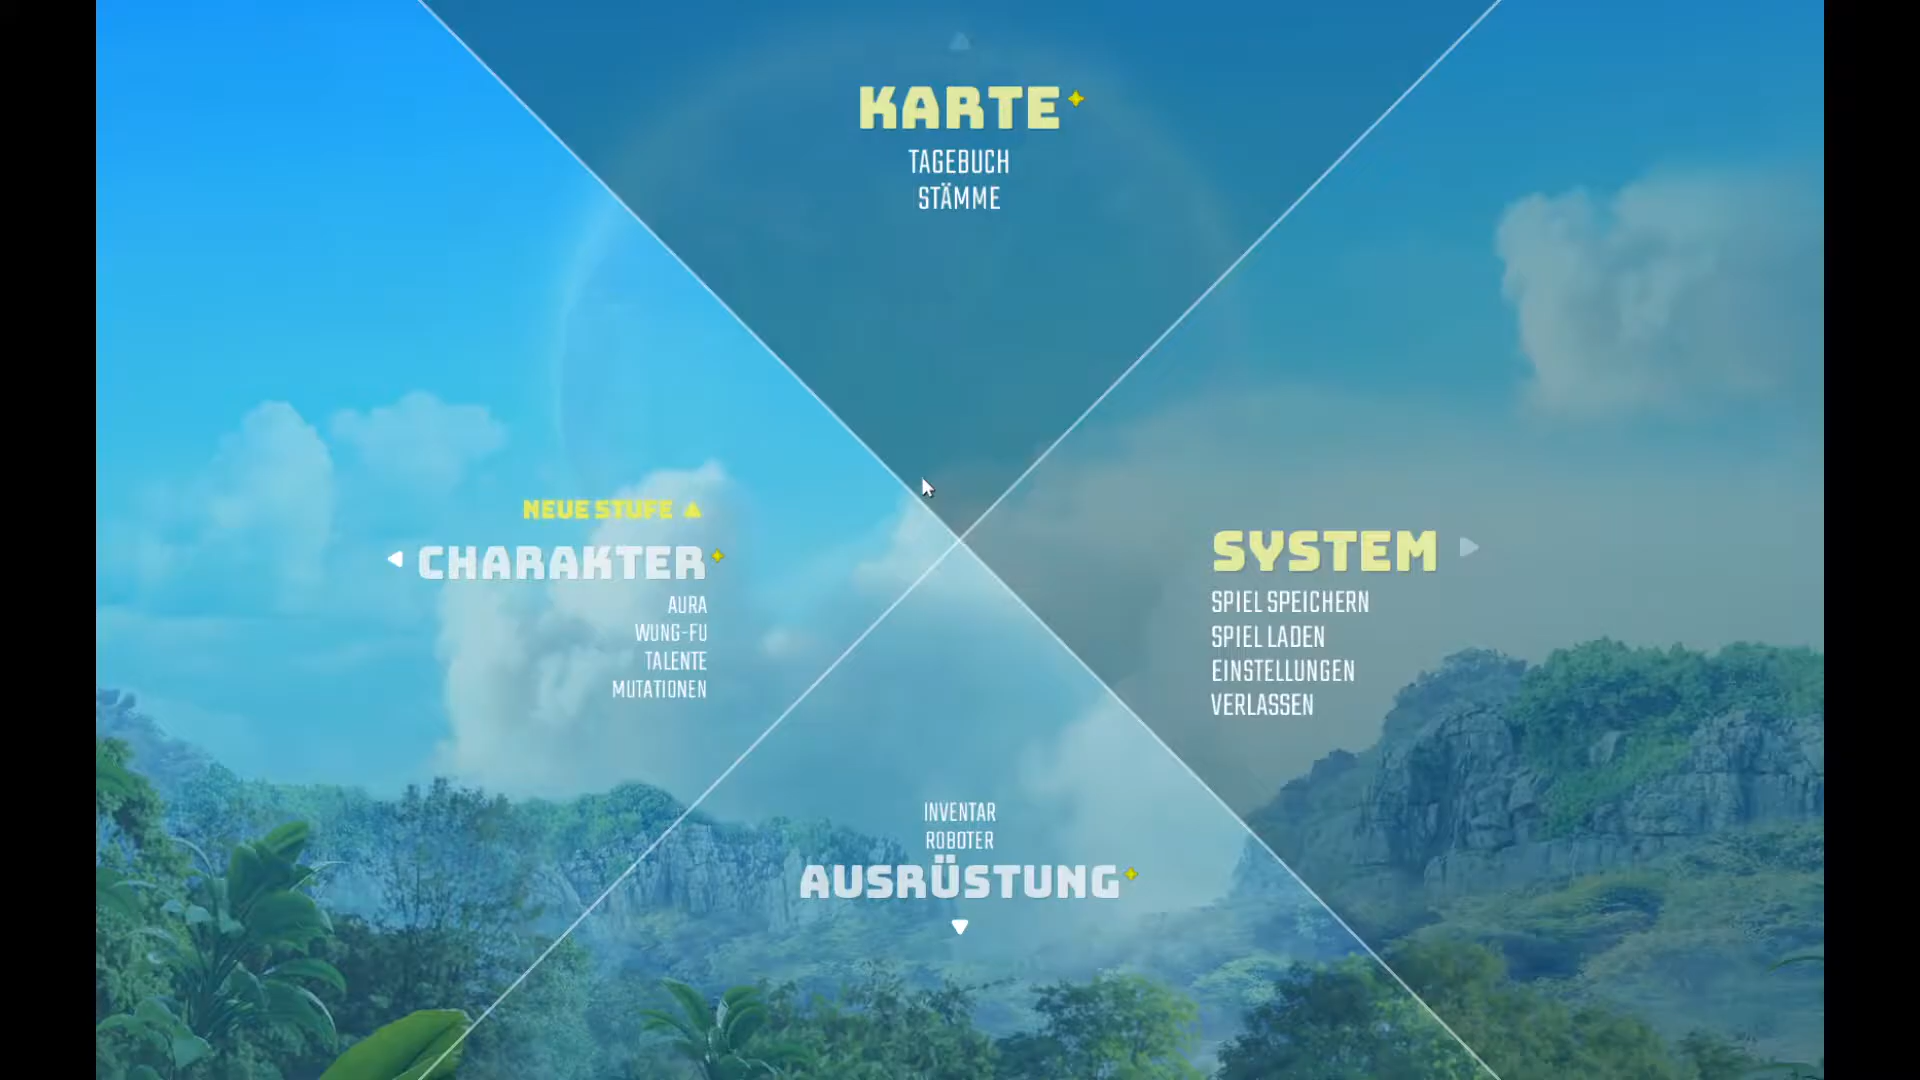 KARTE
TAGEBUCH
STÄMME
NEUE STUFE
CHARAKTER
AURA
WUNG-FU
TALENTE
MUTATIONEN
SYSTEM
SPIEL SPEICHERN
SPIEL LADEN
EINSTELLUNGEN
VERLASSEN
INVENTAR
ROBOTER
AUSRÜSTUNG